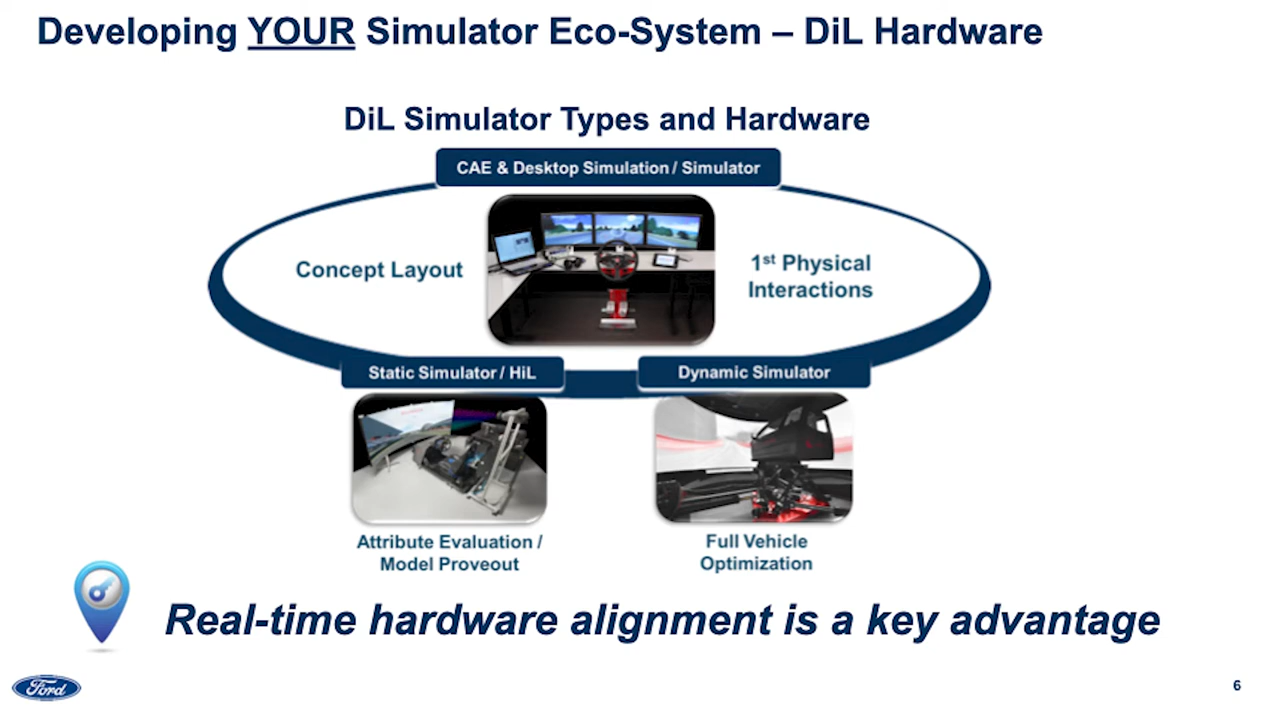 Developing YOUR Simulator Eco-System – DiL Hardware
DiL Simulator Types and Hardware
CAE & Desktop Simulation / Simulator
Concept Layout
1st Physical
Interactions
Static Simulator / HiL
Dynamic Simulator
Attribute Evaluation /
Model Proveout
Full Vehicle
Optimization
Real-time hardware alignment is a key advantage
Ford
6